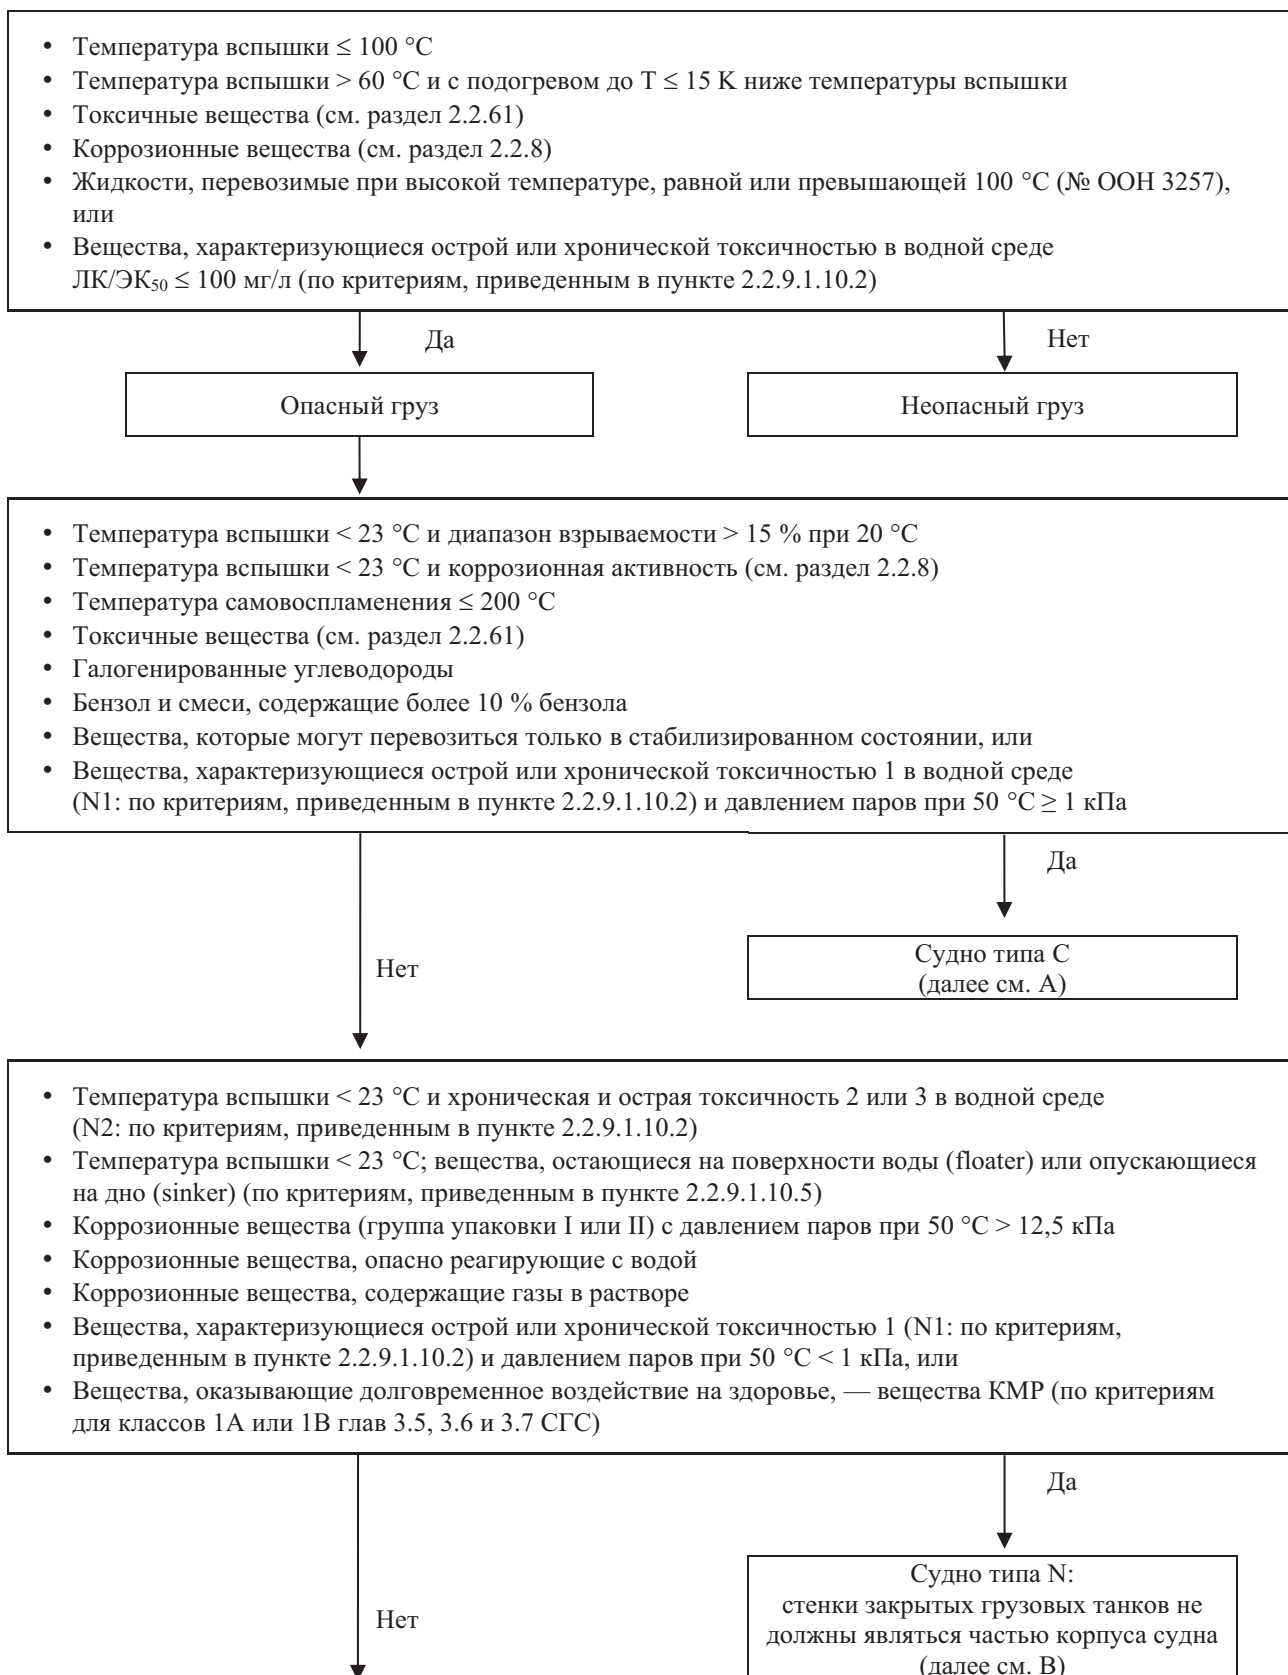 • Температура вспышки ≤ 100 °C
• Температура вспышки > 60 °C и с подогревом до T ≤ 15 K ниже температуры вспышки
• Токсичные вещества (см. раздел 2.2.61)
• Коррозионные вещества (см. раздел 2.2.8)
• Жидкости, перевозимые при высокой температуре, равной или превышающей 100 °C (№ ООН 3257),
или
• Вещества, характеризующиеся острой или хронической токсичностью в водной среде
ЛК/ЭК₅₀ ≤ 100 мг/л (по критериям, приведенным в пункте 2.2.9.1.10.2)
Да
Нет
Опасный груз
Неопасный груз
• Температура вспышки < 23 °C и диапазон взрываемости > 15 % при 20 °C
• Температура вспышки < 23 °C и коррозионная активность (см. раздел 2.2.8)
• Температура самовоспламенения ≤ 200 °C
• Токсичные вещества (см. раздел 2.2.61)
• Галогенированные углеводороды
• Бензол и смеси, содержащие более 10 % бензола
• Вещества, которые могут перевозиться только в стабилизированном состоянии, или
• Вещества, характеризующиеся острой или хронической токсичностью 1 в водной среде
(N1: по критериям, приведенным в пункте 2.2.9.1.10.2) и давлением паров при 50 °C ≥ 1 кПа
Да
Судно типа C
(далее см. A)
Нет
• Температура вспышки < 23 °C и хроническая и острая токсичность 2 или 3 в водной среде
(N2: по критериям, приведенным в пункте 2.2.9.1.10.2)
• Температура вспышки < 23 °C; вещества, остающиеся на поверхности воды (floater) или опускающиеся
на дно (sinker) (по критериям, приведенным в пункте 2.2.9.1.10.5)
• Коррозионные вещества (группа упаковки I или II) с давлением паров при 50 °C > 12,5 кПа
• Коррозионные вещества, опасно реагирующие с водой
• Коррозионные вещества, содержащие газы в растворе
• Вещества, характеризующиеся острой или хронической токсичностью 1 (N1: по критериям,
приведенным в пункте 2.2.9.1.10.2) и давлением паров при 50 °C < 1 кПа, или
• Вещества, оказывающие долговременное воздействие на здоровье, — вещества КМР (по критериям
для классов 1A или 1B глав 3.5, 3.6 и 3.7 СГС)
Да
Судно типа N:
стенки закрытых грузовых танков не
должны являться частью корпуса судна
(далее см. B)
Нет